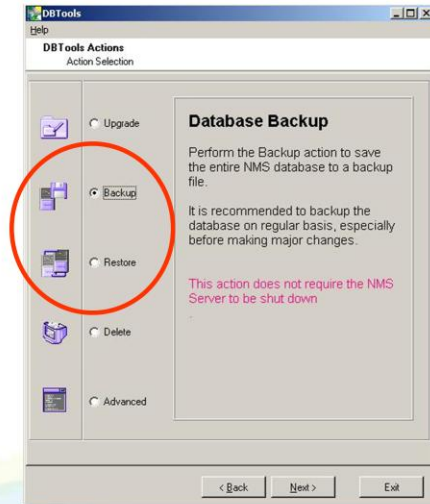 DBTools
Help
DBTools Actions
Action Selection
Upgrade
Backup
Restore
Delete
Advanced
Database Backup
Perform the Backup action to save
the entire NMS database to a backup
file.
It is recommended to backup the
database on regular basis, especially
before making major changes.
This action does not require the NMS
Server to be shut down
.
< Back
Next >
Exit